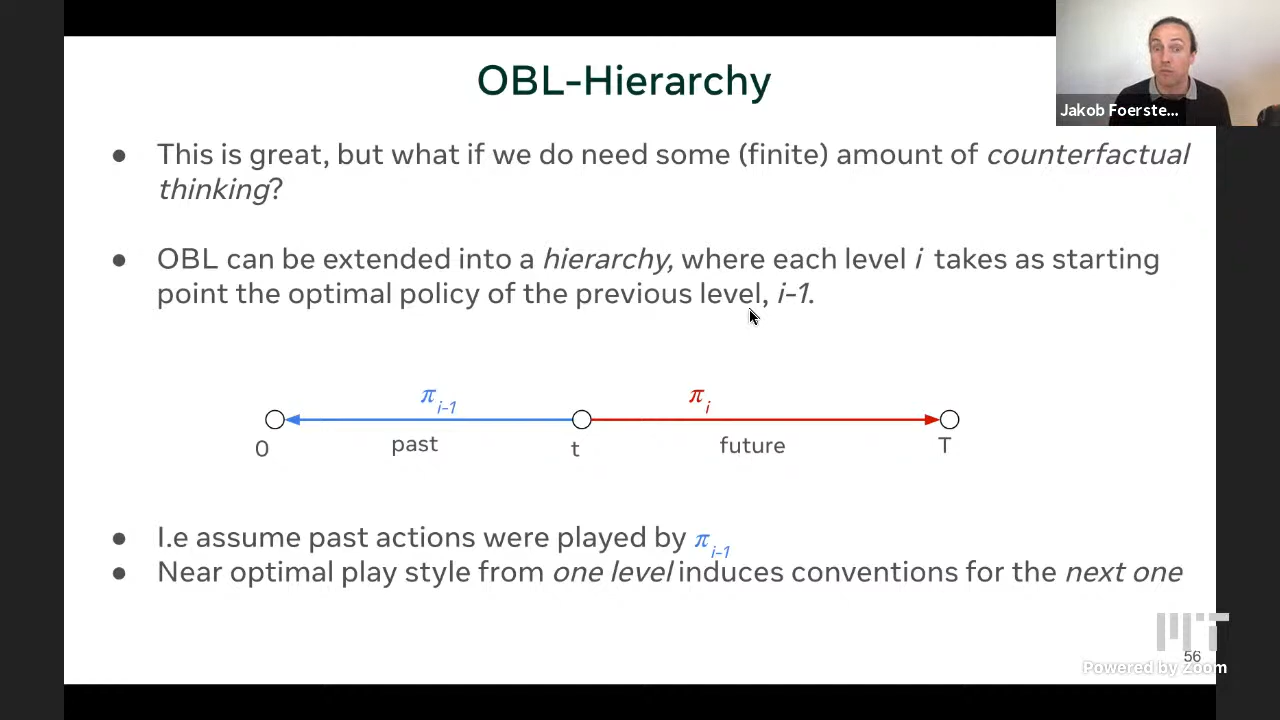 OBL-Hierarchy
Jakob Foerste...
● This is great, but what if we do need some (finite) amount of counterfactual
thinking?
● OBL can be extended into a hierarchy, where each level i takes as starting
point the optimal policy of the previous level, i-1.
π i-1
π i
0
past
t
future
T
● I.e assume past actions were played by π i-1
● Near optimal play style from one level induces conventions for the next one
MIT
56
Powered by Zoom